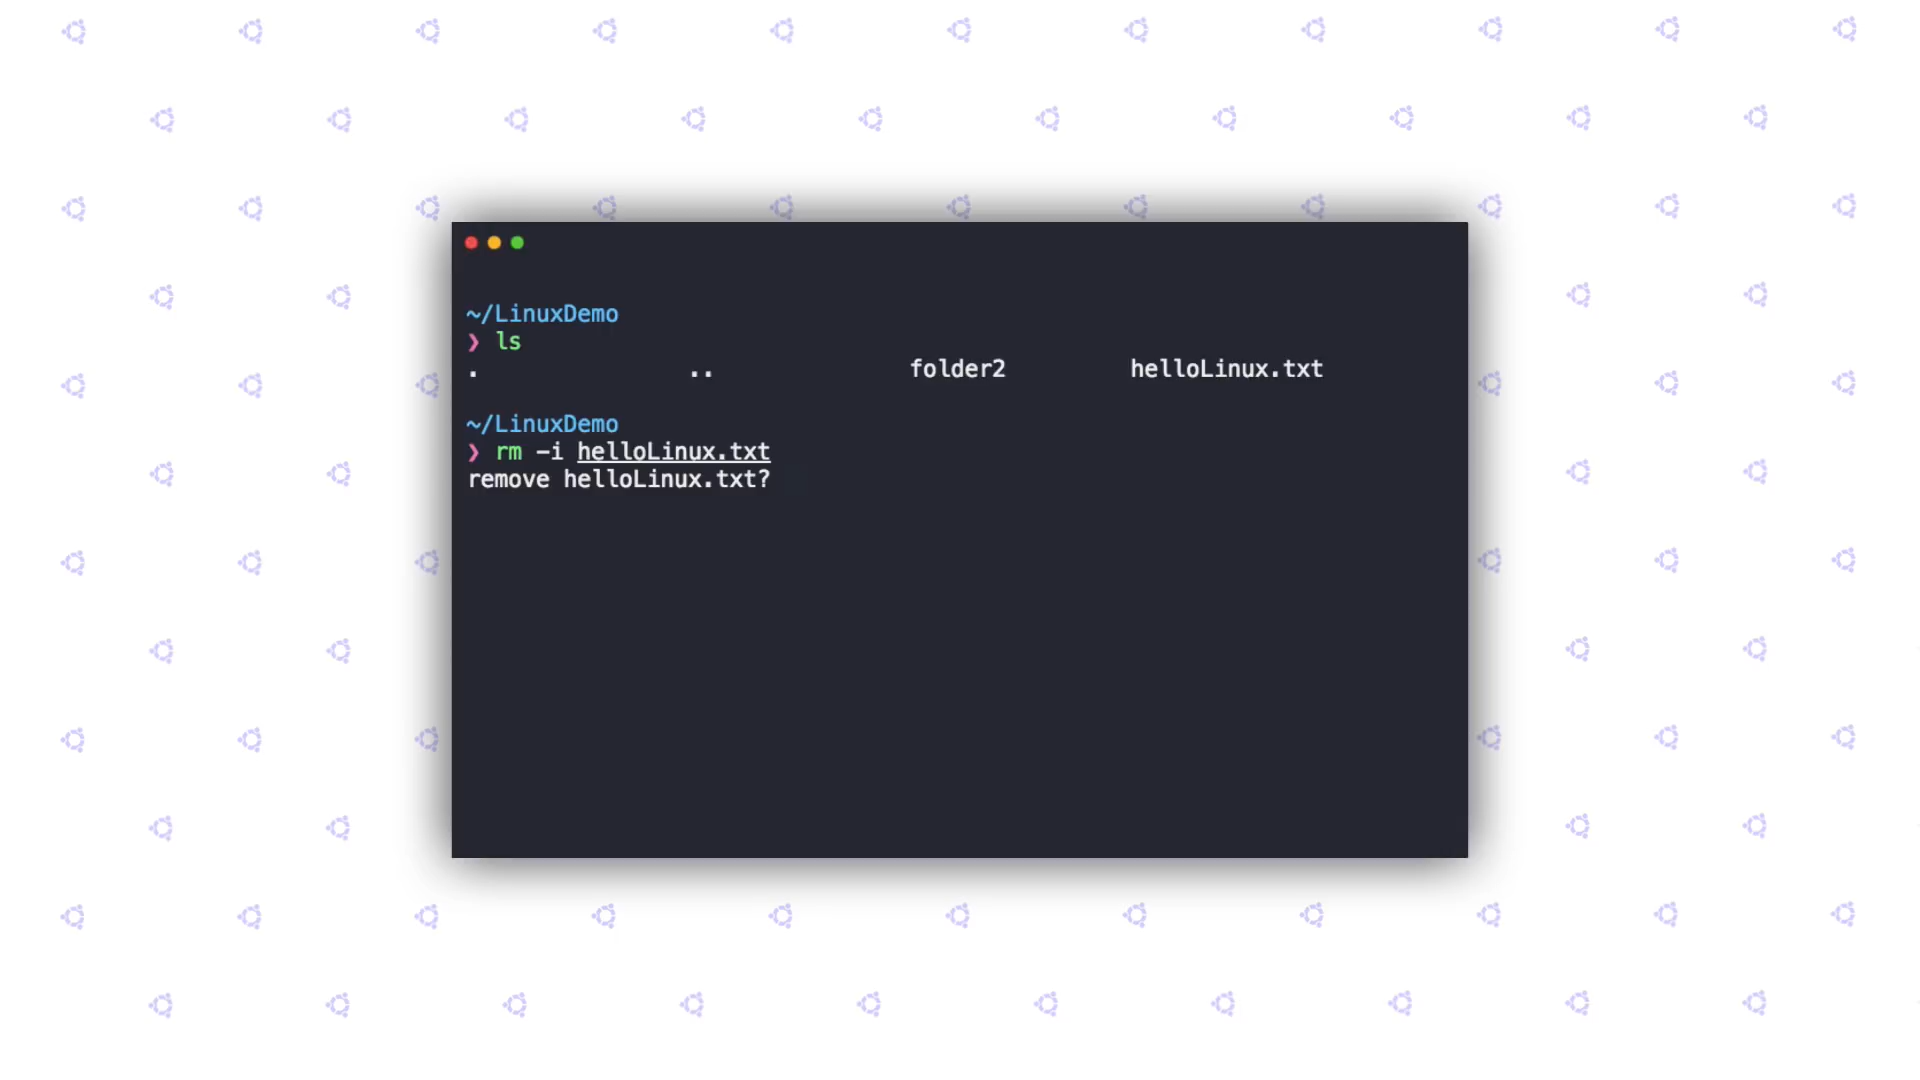 ~/LinuxDemo
❯ ls
. .. folder2 helloLinux.txt
~/LinuxDemo
❯ rm -i helloLinux.txt
remove helloLinux.txt?